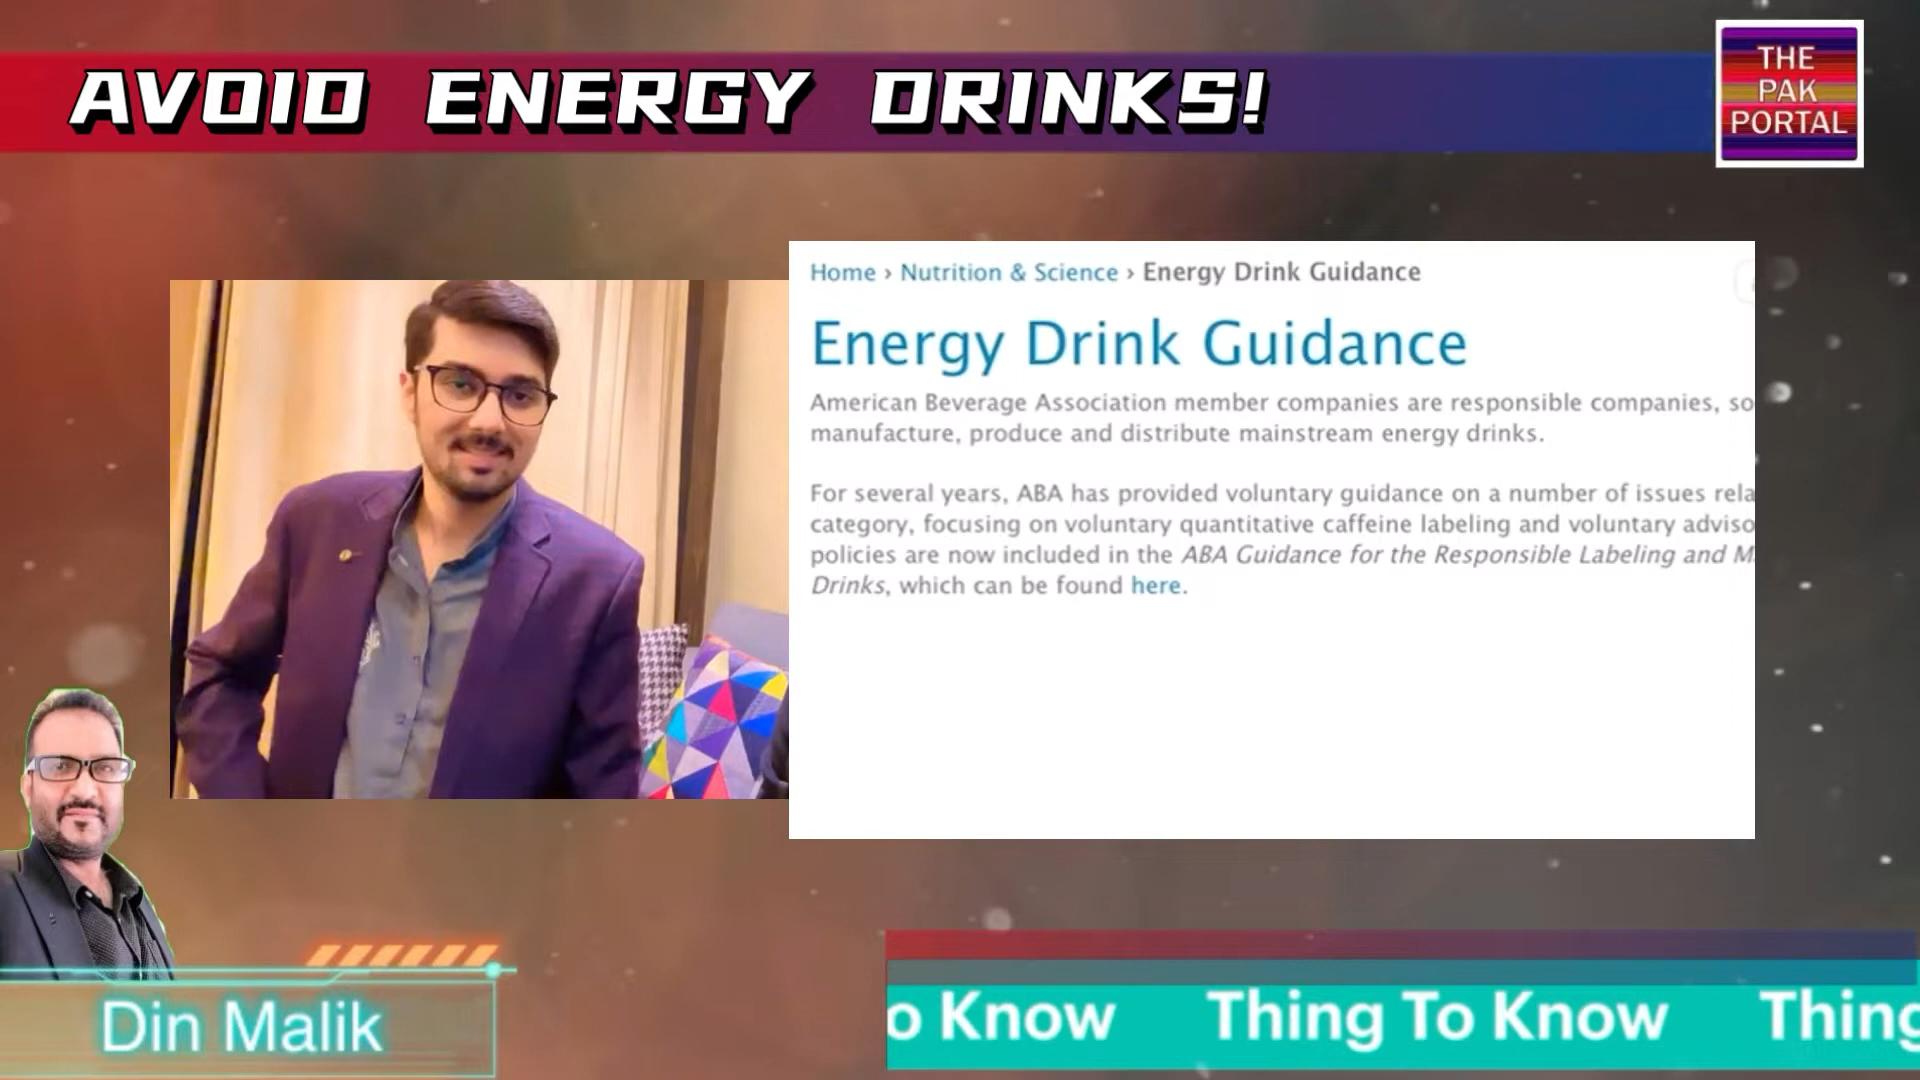 AVOID ENERGY DRINKS!
THE
PAK
PORTAL
Home › Nutrition & Science › Energy Drink Guidance
Energy Drink Guidance
American Beverage Association member companies are responsible companies, so
manufacture, produce and distribute mainstream energy drinks.
For several years, ABA has provided voluntary guidance on a number of issues rela
category, focusing on voluntary quantitative caffeine labeling and voluntary adviso
policies are now included in the ABA Guidance for the Responsible Labeling and M
Drinks, which can be found here.
Din Malik
o Know Thing To Know Thing